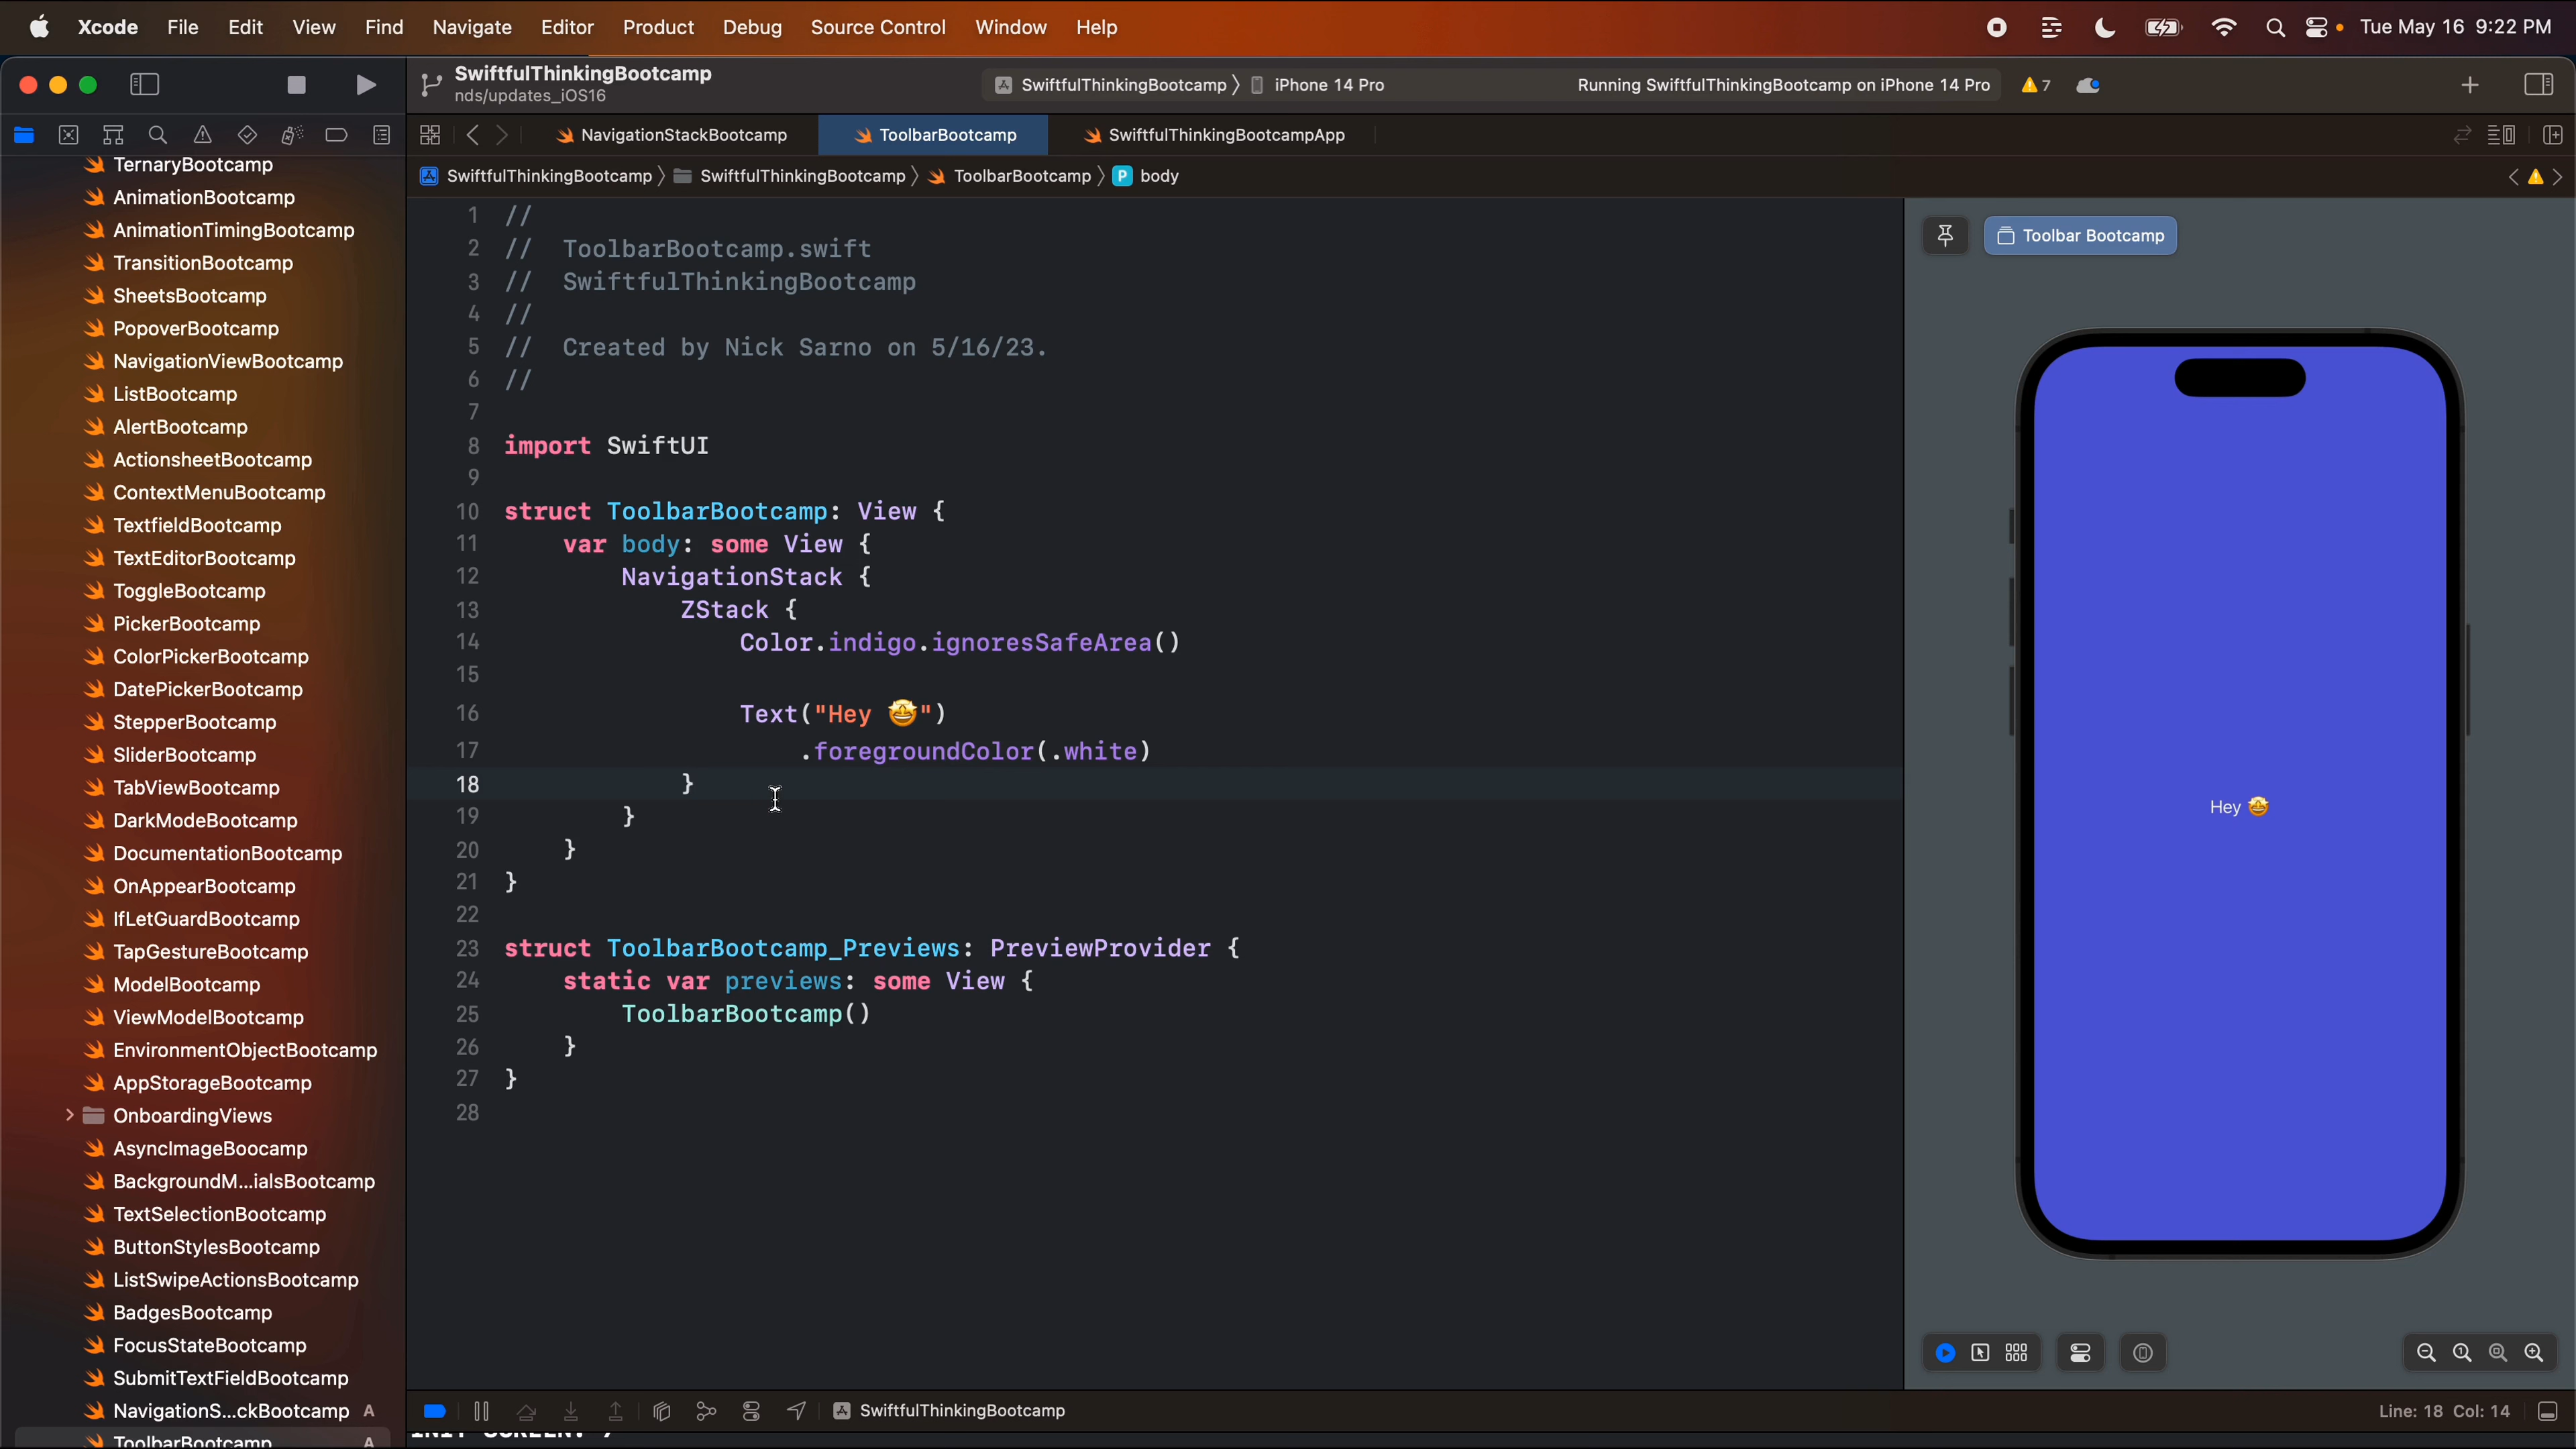 Xcode File Edit View Find Navigate Editor Product Debug Source Control Window Help Tue May 16 9:22 PM
SwiftfulThinkingBootcamp
nds/updates_iOS16
SwiftfulThinkingBootcamp iPhone 14 Pro Running SwiftfulThinkingBootcamp on iPhone 14 Pro 7
NavigationStackBootcamp ToolbarBootcamp SwiftfulThinkingBootcampApp
SwiftfulThinkingBootcamp SwiftfulThinkingBootcamp ToolbarBootcamp P body
TernaryBootcamp
AnimationBootcamp
AnimationTimingBootcamp
TransitionBootcamp
SheetsBootcamp
PopoverBootcamp
NavigationViewBootcamp
ListBootcamp
AlertBootcamp
ActionsheetBootcamp
ContextMenuBootcamp
TextfieldBootcamp
TextEditorBootcamp
ToggleBootcamp
PickerBootcamp
ColorPickerBootcamp
DatePickerBootcamp
StepperBootcamp
SliderBootcamp
TabViewBootcamp
DarkModeBootcamp
DocumentationBootcamp
OnAppearBootcamp
IfLetGuardBootcamp
TapGestureBootcamp
ModelBootcamp
ViewModelBootcamp
EnvironmentObjectBootcamp
AppStorageBootcamp
OnboardingViews
AsyncImageBoocamp
BackgroundM...ialsBootcamp
TextSelectionBootcamp
ButtonStylesBootcamp
ListSwipeActionsBootcamp
BadgesBootcamp
FocusStateBootcamp
SubmitTextFieldBootcamp
NavigationS...ckBootcamp A
ToolbarBootcamp A
1 //
2 // ToolbarBootcamp.swift
3 // SwiftfulThinkingBootcamp
4 //
5 // Created by Nick Sarno on 5/16/23.
6 //
7
8 import SwiftUI
9
10 struct ToolbarBootcamp: View {
11 var body: some View {
12 NavigationStack {
13 ZStack {
14 Color.indigo.ignoresSafeArea()
15
16 Text("Hey 🤩")
17 .foregroundColor(.white)
18 }
19 }
20 }
21 }
22
23 struct ToolbarBootcamp_Previews: PreviewProvider {
24 static var previews: some View {
25 ToolbarBootcamp()
26 }
27 }
28
Toolbar Bootcamp
Hey 🤩
SwiftfulThinkingBootcamp
Line: 18 Col: 14